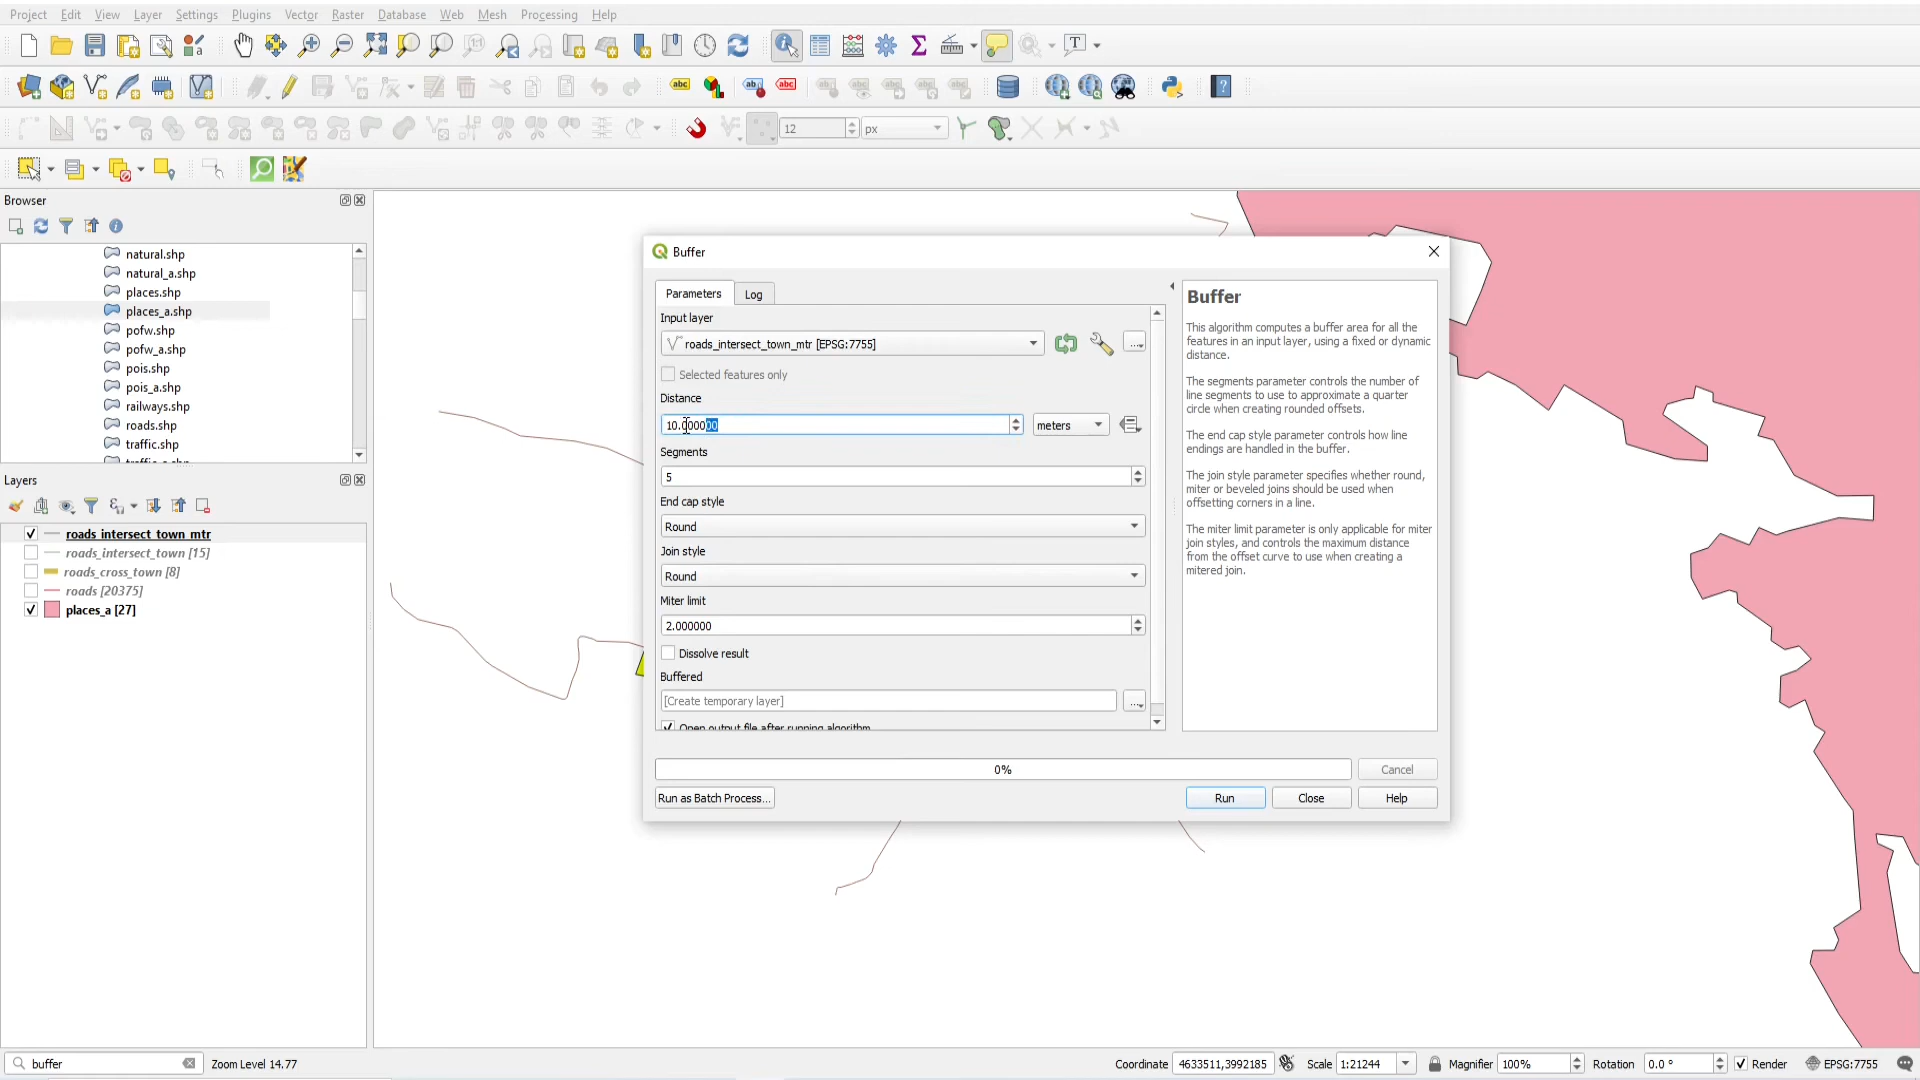 Project Edit View Layer Settings Plugins Vector Raster Database Web Mesh Processing Help
12 px
Browser
natural.shp
natural_a.shp
places.shp
places_a.shp
pofw.shp
pofw_a.shp
pois.shp
pois_a.shp
railways.shp
roads.shp
traffic.shp
Layers
roads_intersect_town_mtr
roads_intersect_town [15]
roads_cross_town [8]
roads [20375]
places_a [27]
Buffer
Parameters Log
Input layer
roads_intersect_town_mtr [EPSG:7755]
Selected features only
Distance
10.000000 meters
Segments
5
End cap style
Round
Join style
Round
Miter limit
2.000000
Dissolve result
Buffered
[Create temporary layer]
Open output file after running algorithm
0% Cancel
Run as Batch Process... Run Close Help
Buffer
This algorithm computes a buffer area for all the
features in an input layer, using a fixed or dynamic
distance.
The segments parameter controls the number of
line segments to use to approximate a quarter
circle when creating rounded offsets.
The end cap style parameter controls how line
endings are handled in the buffer.
The join style parameter specifies whether round,
miter or beveled joins should be used when
offsetting corners in a line.
The miter limit parameter is only applicable for miter
join styles, and controls the maximum distance
from the offset curve to use when creating a
mitered join.
buffer Zoom Level 14.77 Coordinate 4633511,3992185 Scale 1:21244 Magnifier 100% Rotation 0.0 ° Render EPSG:7755